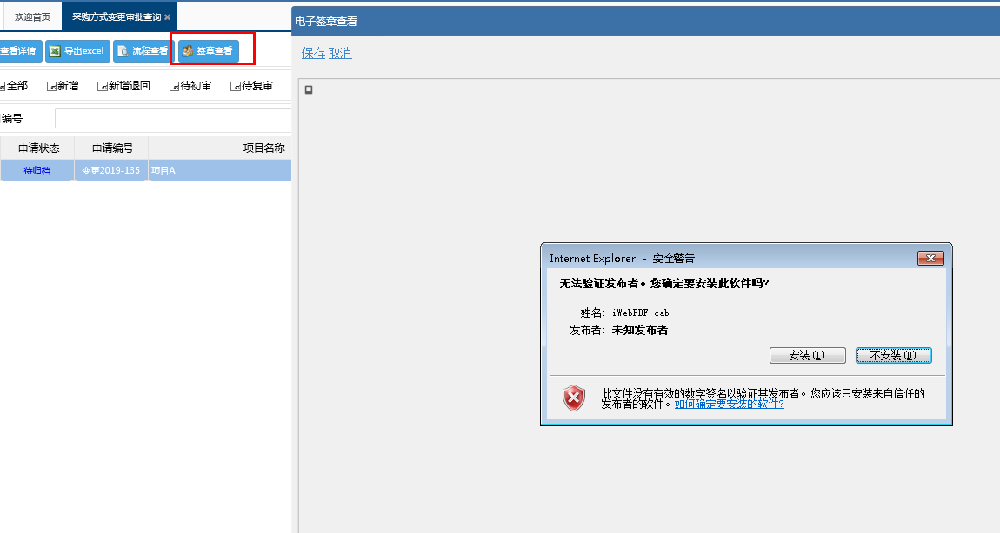 欢迎首页
采购方式变更审批查询
电子签章查看
查看详情 导出excel 流程查看 签章查看
保存 取消
全部 新增 新增退回 待初审 待复审
编号
申请状态 申请编号 项目名称
待归档 变更2019-135 项目A
Internet Explorer - 安全警告
无法验证发布者。您确定要安装此软件吗?
姓名: iWebPDF.cab
发布者: 未知发布者
安装(I) 不安装(D)
此文件没有有效的数字签名以验证其发布者。您应该只安装来自信任的
发布者的软件。如何确定要安装的软件?